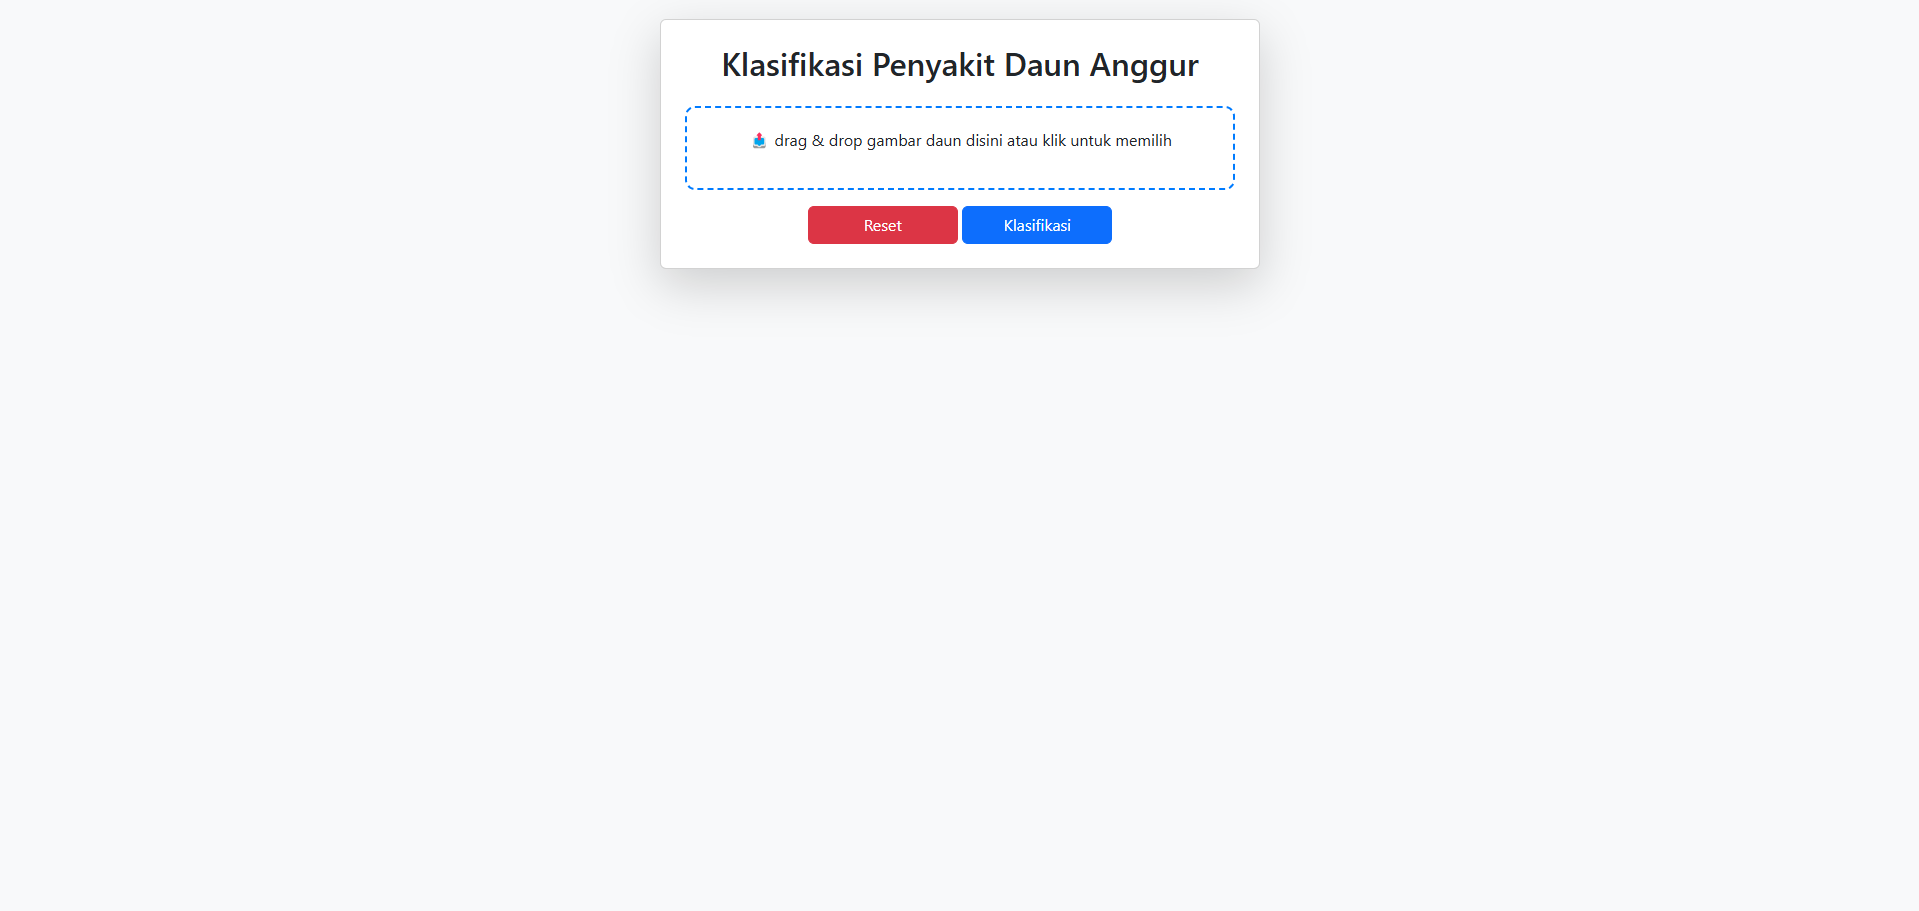 Klasifikasi Penyakit Daun Anggur
📤 drag & drop gambar daun disini atau klik untuk memilih
Reset
Klasifikasi